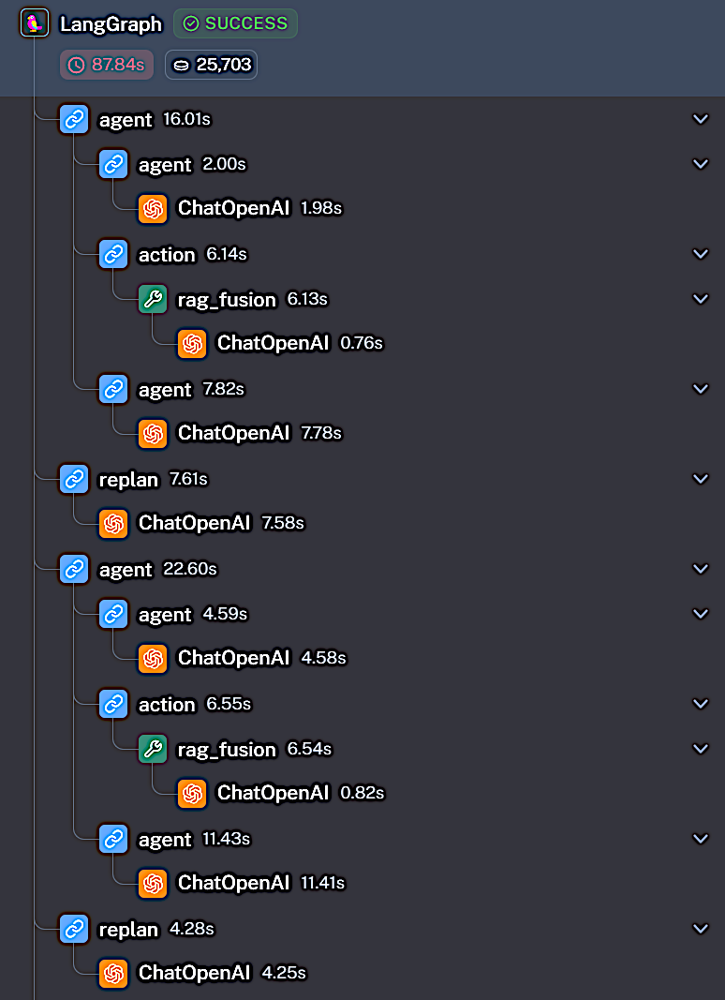 LangGraph SUCCESS
87.84s 25,703
agent 16.01s
agent 2.00s
ChatOpenAI 1.98s
action 6.14s
rag_fusion 6.13s
ChatOpenAI 0.76s
agent 7.82s
ChatOpenAI 7.78s
replan 7.61s
ChatOpenAI 7.58s
agent 22.60s
agent 4.59s
ChatOpenAI 4.58s
action 6.55s
rag_fusion 6.54s
ChatOpenAI 0.82s
agent 11.43s
ChatOpenAI 11.41s
replan 4.28s
ChatOpenAI 4.25s